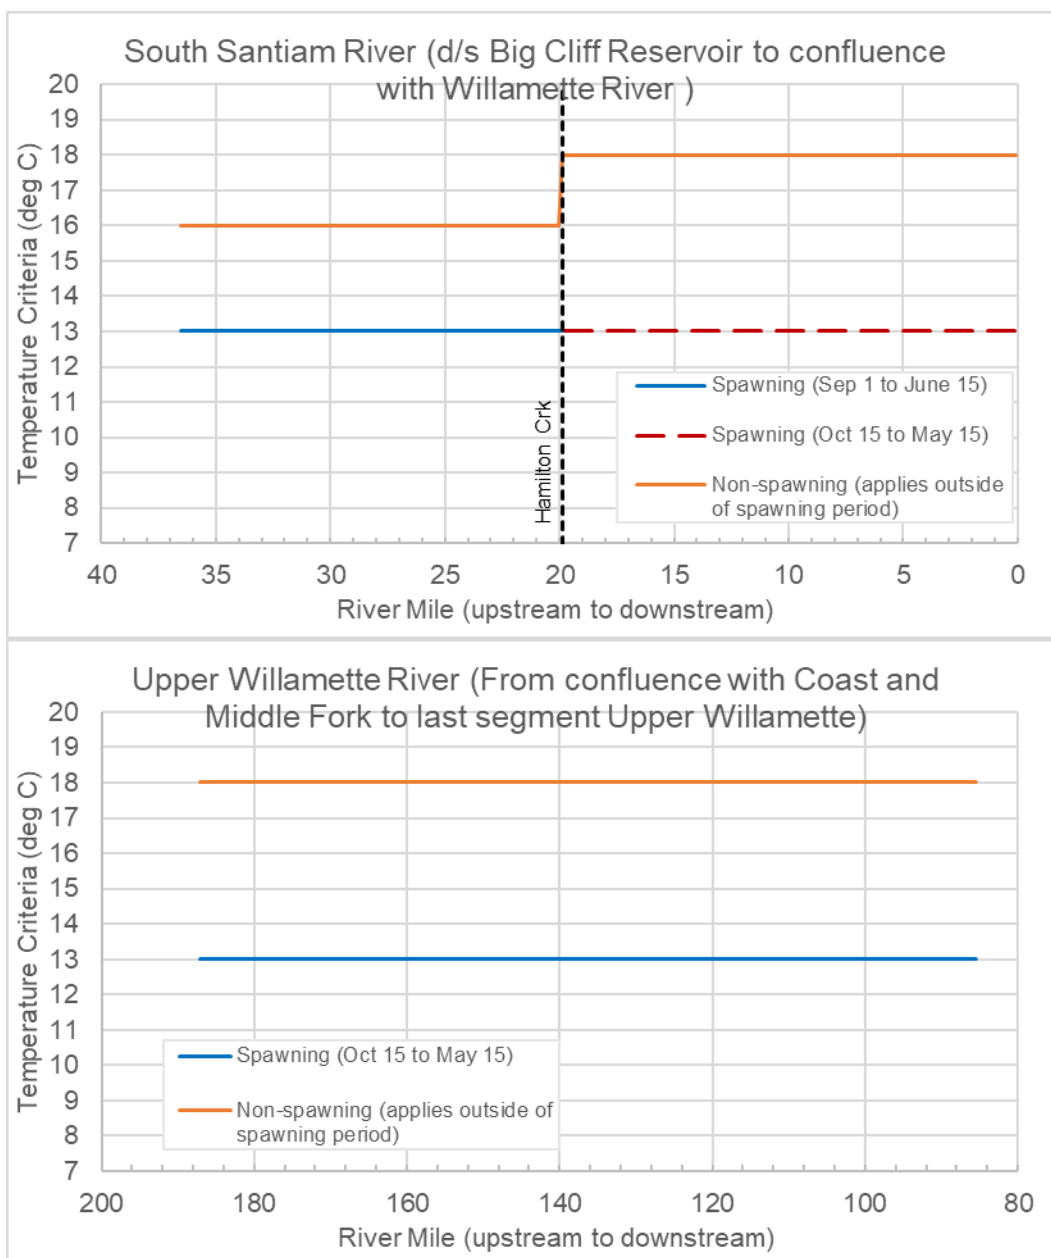 South Santiam River (d/s Big Cliff Reservoir to confluence
with Willamette River )
Temperature Criteria (deg C)
20
19
18
17
16
15
14
13
12
11
10
9
8
7
Hamilton Crk
Spawning (Sep 1 to June 15)
Spawning (Oct 15 to May 15)
Non-spawning (applies outside
of spawning period)
40 35 30 25 20 15 10 5 0
River Mile (upstream to downstream)
Upper Willamette River (From confluence with Coast and
Middle Fork to last segment Upper Willamette)
Temperature Criteria (deg C)
20
19
18
17
16
15
14
13
12
11
10
9
8
7
Spawning (Oct 15 to May 15)
Non-spawning (applies outside of
spawning period)
200 180 160 140 120 100 80
River Mile (upstream to downstream)